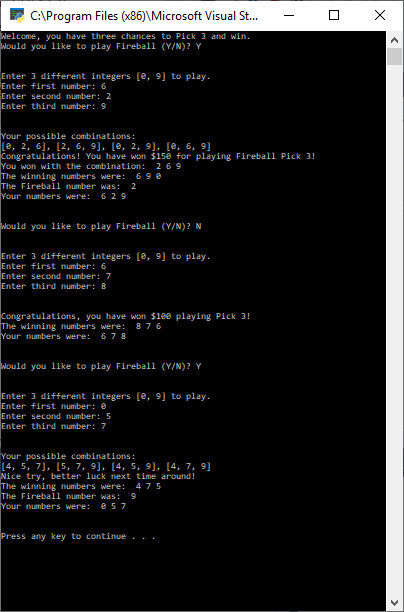 C:\Program Files (x86)\Microsoft Visual St...
Welcome, you have three chances to Pick 3 and win.
Would you like to play Fireball (Y/N)? Y
Enter 3 different integers [0, 9] to play.
Enter first number: 6
Enter second number: 2
Enter third number: 9
Your possible combinations:
[0, 2, 6], [2, 6, 9], [0, 2, 9], [0, 6, 9]
Congratulations! You have won $150 for playing Fireball Pick 3!
You won with the combination:  2 6 9
The winning numbers were:  6 9 0
The Fireball number was:  2
Your numbers were:  6 2 9
Would you like to play Fireball (Y/N)? N
Enter 3 different integers [0, 9] to play.
Enter first number: 6
Enter second number: 7
Enter third number: 8
Congratulations, you have won $100 playing Pick 3!
The winning numbers were:  8 7 6
Your numbers were:  6 7 8
Would you like to play Fireball (Y/N)? Y
Enter 3 different integers [0, 9] to play.
Enter first number: 0
Enter second number: 5
Enter third number: 7
Your possible combinations:
[4, 5, 7], [5, 7, 9], [4, 5, 9], [4, 7, 9]
Nice try, better luck next time around!
The winning numbers were:  4 7 5
The Fireball number was:  9
Your numbers were:  0 5 7
Press any key to continue . . .